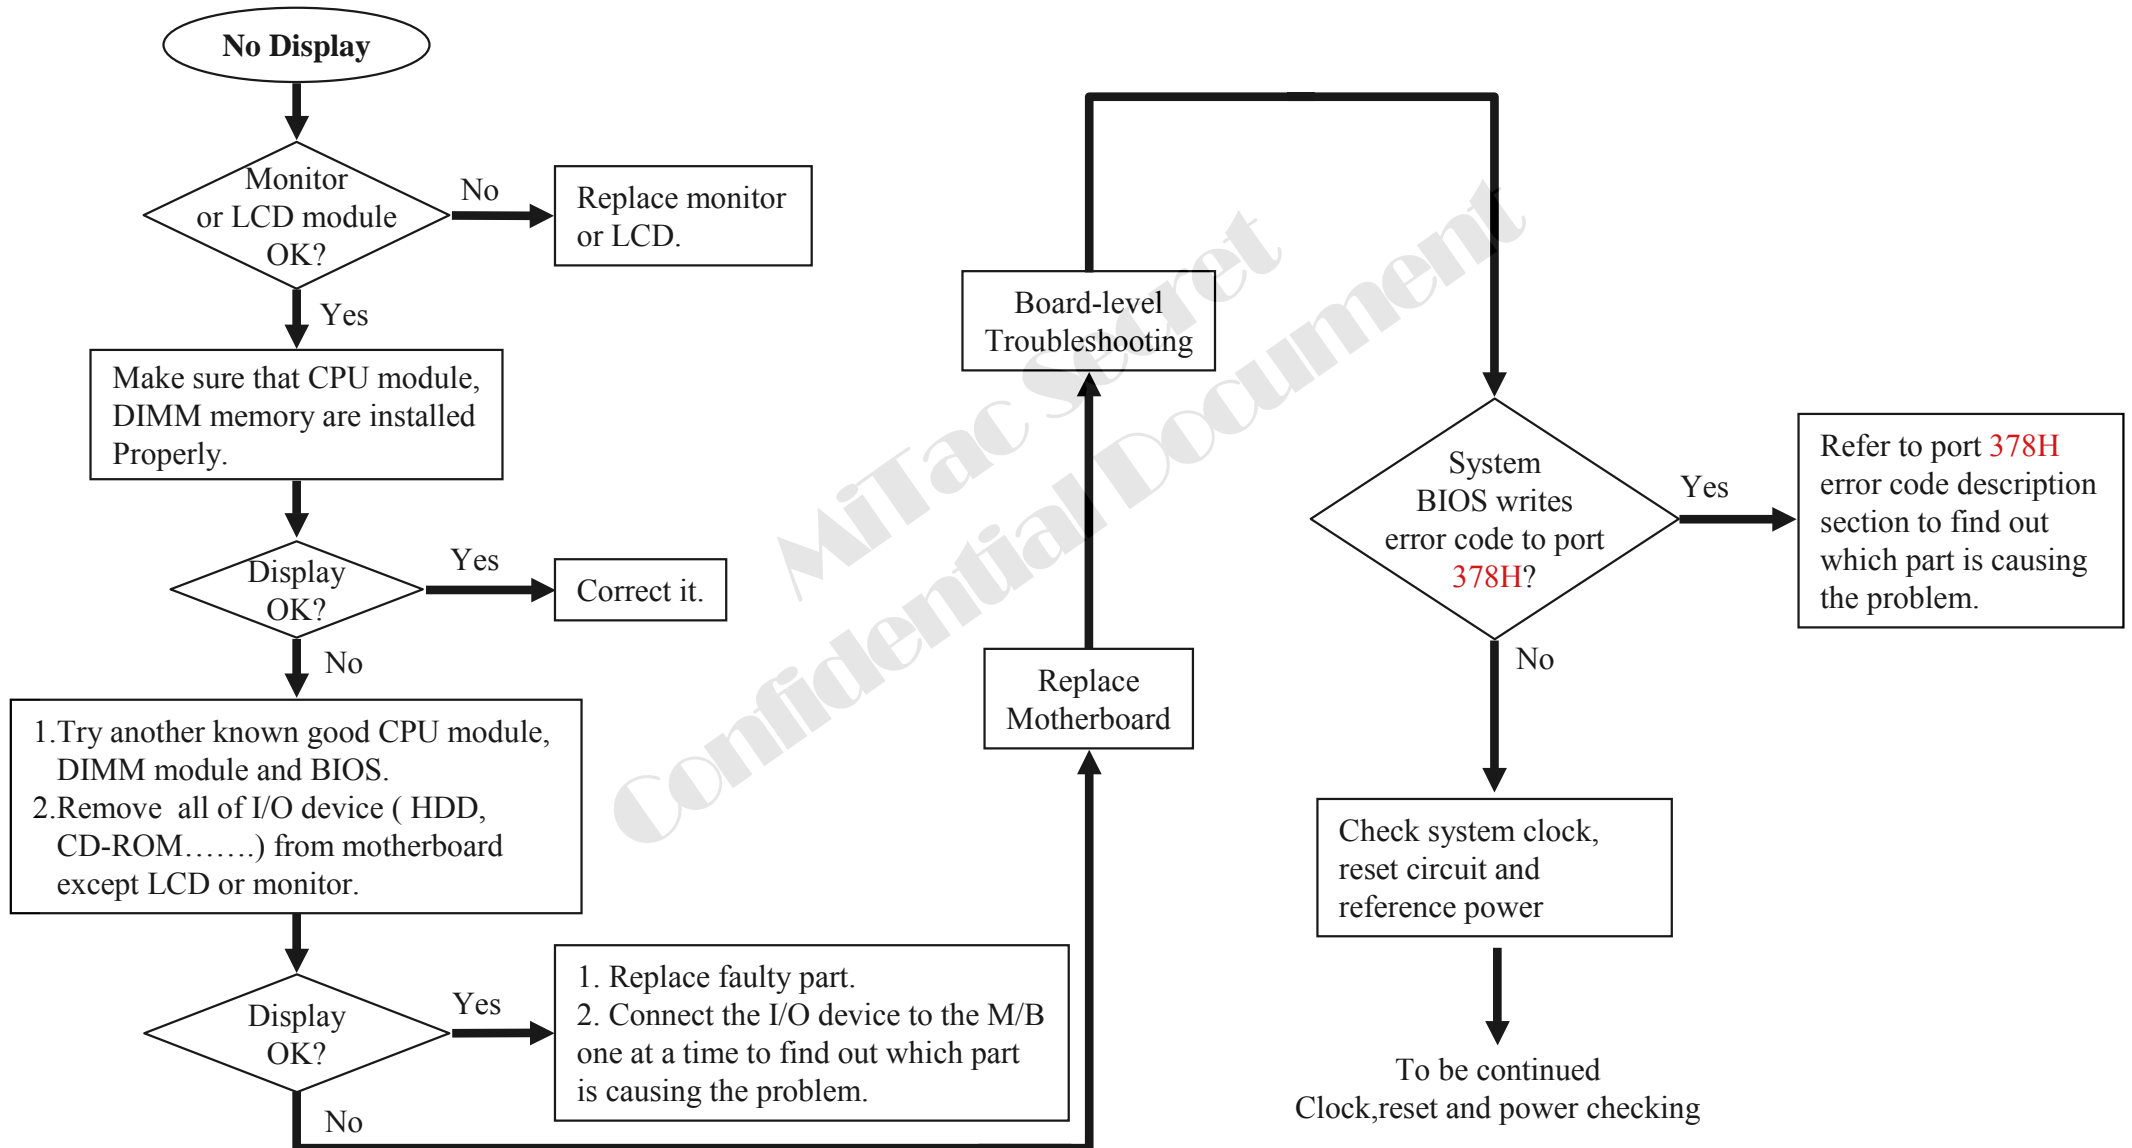 No Display
Monitor
or LCD module
OK?
No
Replace monitor
or LCD.
Yes
Make sure that CPU module,
DIMM memory are installed
Properly.
Display
OK?
Yes
Correct it.
No
1.Try another known good CPU module,
DIMM module and BIOS.
2.Remove  all of I/O device ( HDD,
CD-ROM…….) from motherboard
except LCD or monitor.
Display
OK?
Yes
1. Replace faulty part.
2. Connect the I/O device to the M/B
one at a time to find out which part
is causing the problem.
No
Replace
Motherboard
Board-level
Troubleshooting
System
BIOS writes
error code to port
378H?
Yes
Refer to port 378H
error code description
section to find out
which part is causing
the problem.
No
Check system clock,
reset circuit and
reference power
To be continued
Clock,reset and power checking
MiTac Secret
Confidential Document